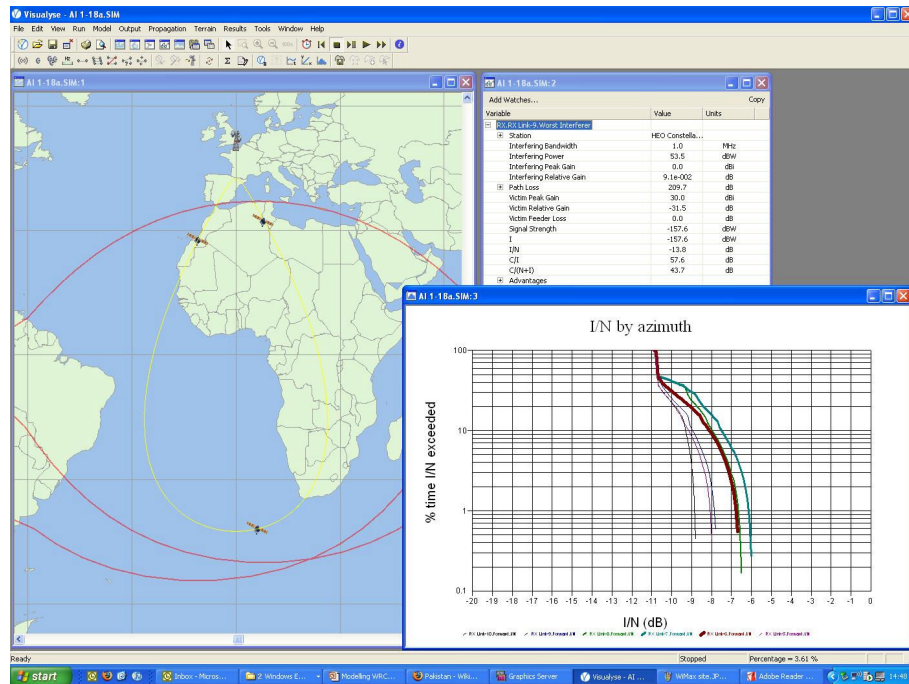 Visualyse - AI 1-18a.SIM
File Edit View Run Model Output Propagation Terrain Results Tools Window Help
AI 1-18a.SIM:1
AI 1-18a.SIM:2
Add Watches... Copy
Variable Value Units
RX.RX Link-9.Worst Interferer
Station HEO Constella...
Interfering Bandwidth 1.0 MHz
Interfering Power 53.5 dBW
Interfering Peak Gain 0.0 dBi
Interfering Relative Gain 9.1e-002 dB
Path Loss 209.7 dB
Victim Peak Gain 30.0 dBi
Victim Relative Gain -31.5 dB
Victim Feeder Loss 0.0 dB
Signal Strength -157.6 dBW
I -157.6 dBW
I/N -13.8 dB
C/I 57.6 dB
C/(N+I) 43.7 dB
Advantages
AI 1-18a.SIM:3
I/N by azimuth
% time I/N exceeded
100
10
1
0.1
-20 -19 -18 -17 -16 -15 -14 -13 -12 -11 -10 -9 -8 -7 -6 -5 -4 -3 -2 -1 0
I/N (dB)
Ready Stopped Percentage = 3.61 %
start Inbox - Micros... 2 Windows E... Modelling WRC... Pakistan - Wiki... Graphics Server Visualyse - AI ... WiMax site.JP... Adobe Reader ... 14:48